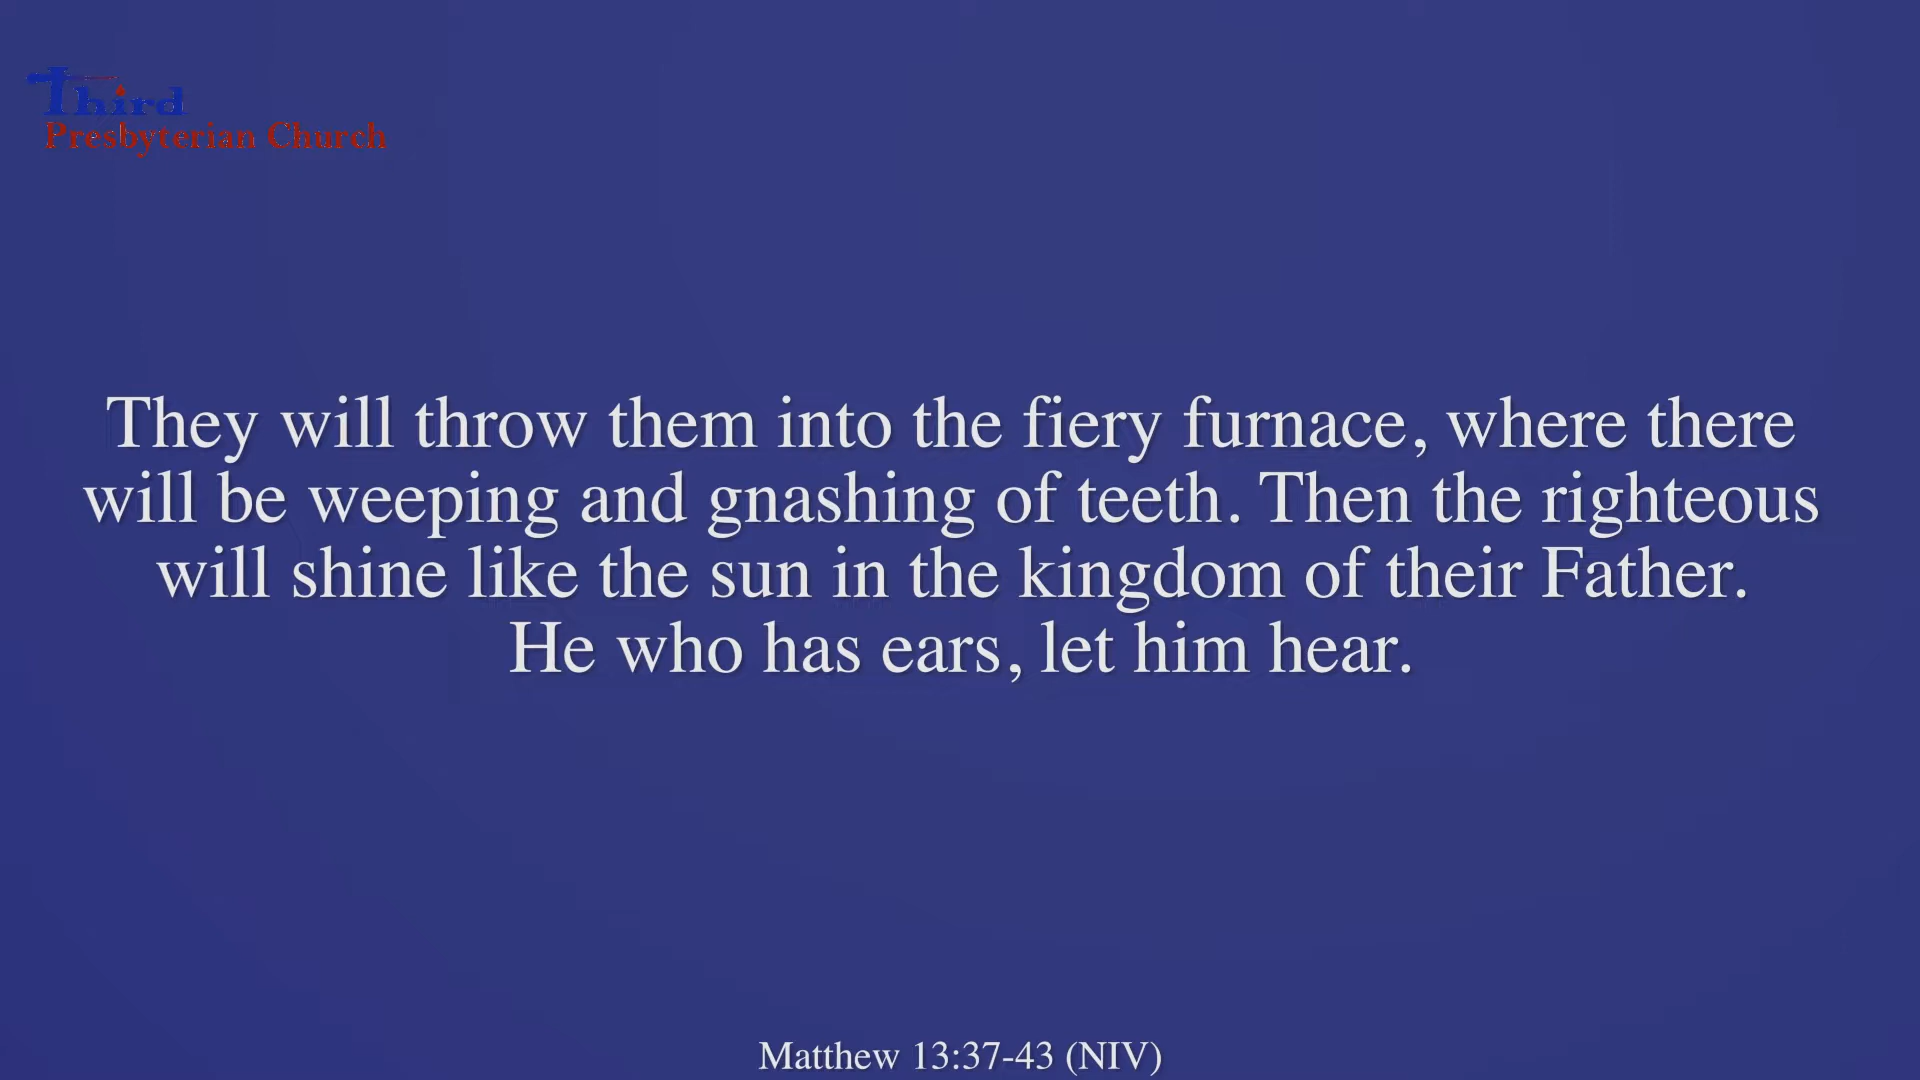 Third
Presbyterian Church
They will throw them into the fiery furnace, where there
will be weeping and gnashing of teeth. Then the righteous
will shine like the sun in the kingdom of their Father.
He who has ears, let him hear.
Matthew 13:37-43 (NIV)